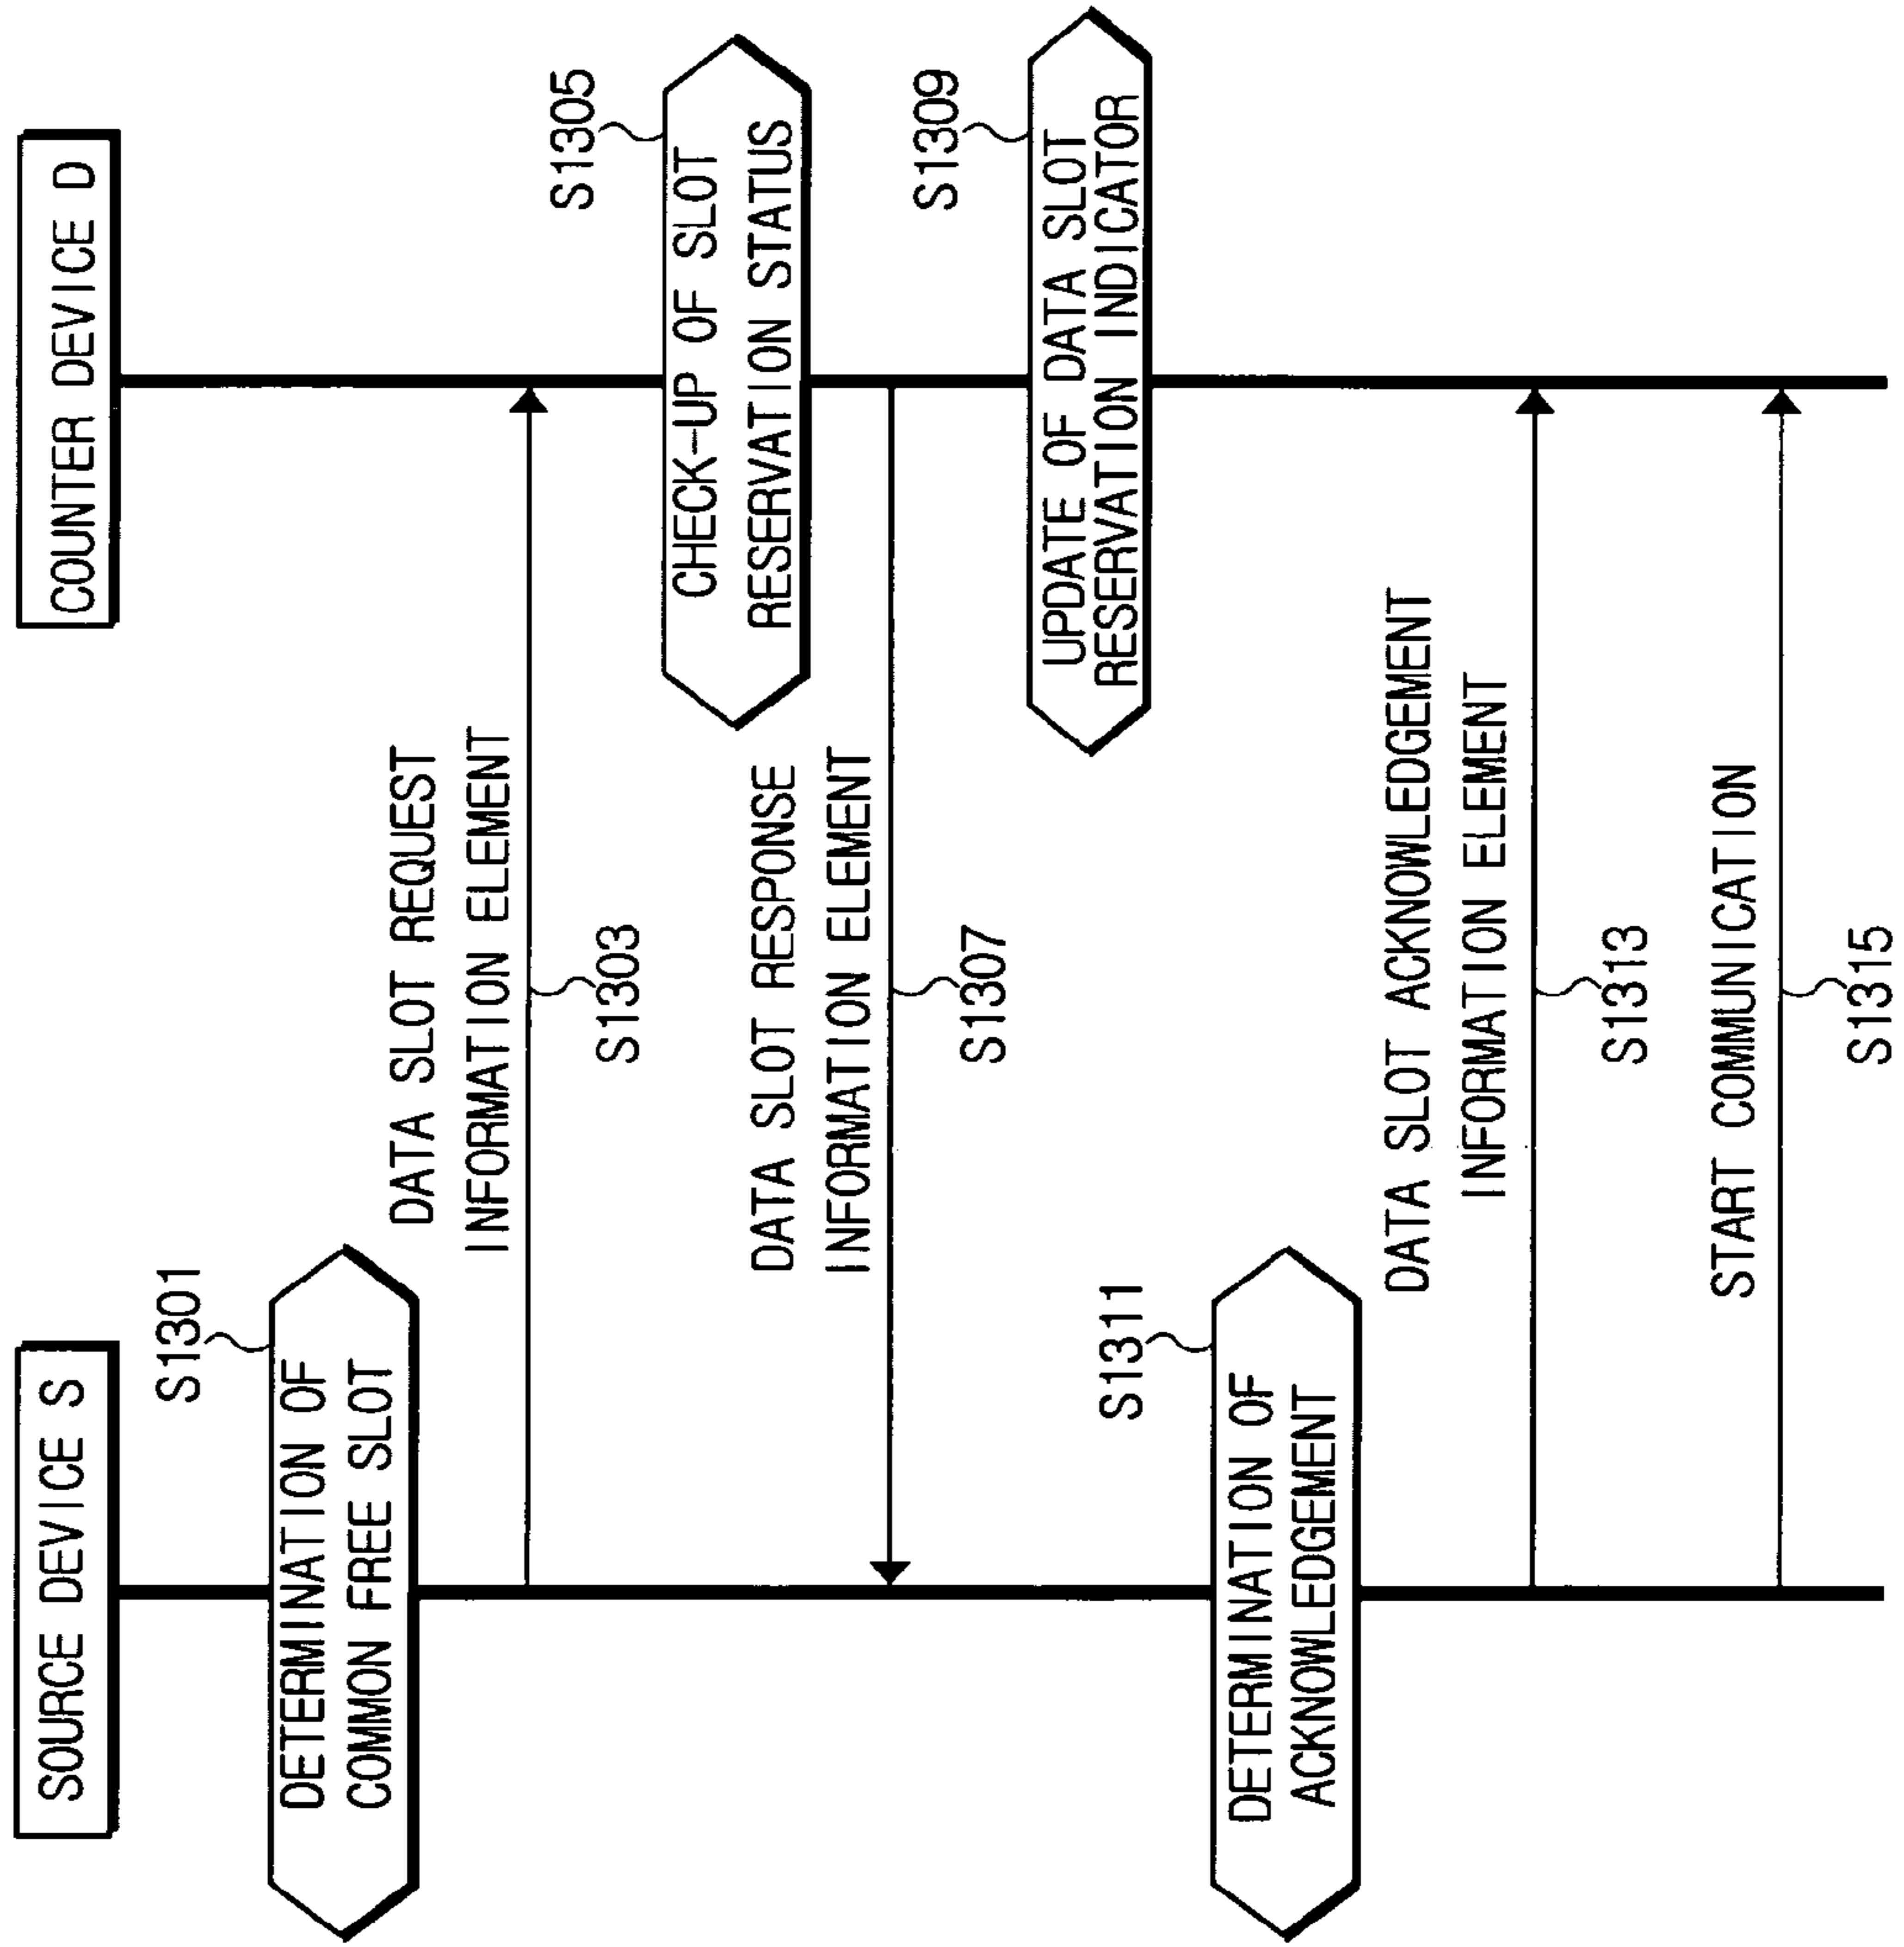 SOURCE DEVICE S
COUNTER DEVICE D
S1301
DETERMINATION OF
COMMON FREE SLOT
DATA SLOT REQUEST
INFORMATION ELEMENT
S1303
S1305
CHECK-UP OF SLOT
RESERVATION STATUS
DATA SLOT RESPONSE
INFORMATION ELEMENT
S1307
S1309
UPDATE OF DATA SLOT
RESERVATION INDICATOR
S1311
DETERMINATION OF
ACKNOWLEDGEMENT
DATA SLOT ACKNOWLEDGEMENT
INFORMATION ELEMENT
S1313
START COMMUNICATION
S1315